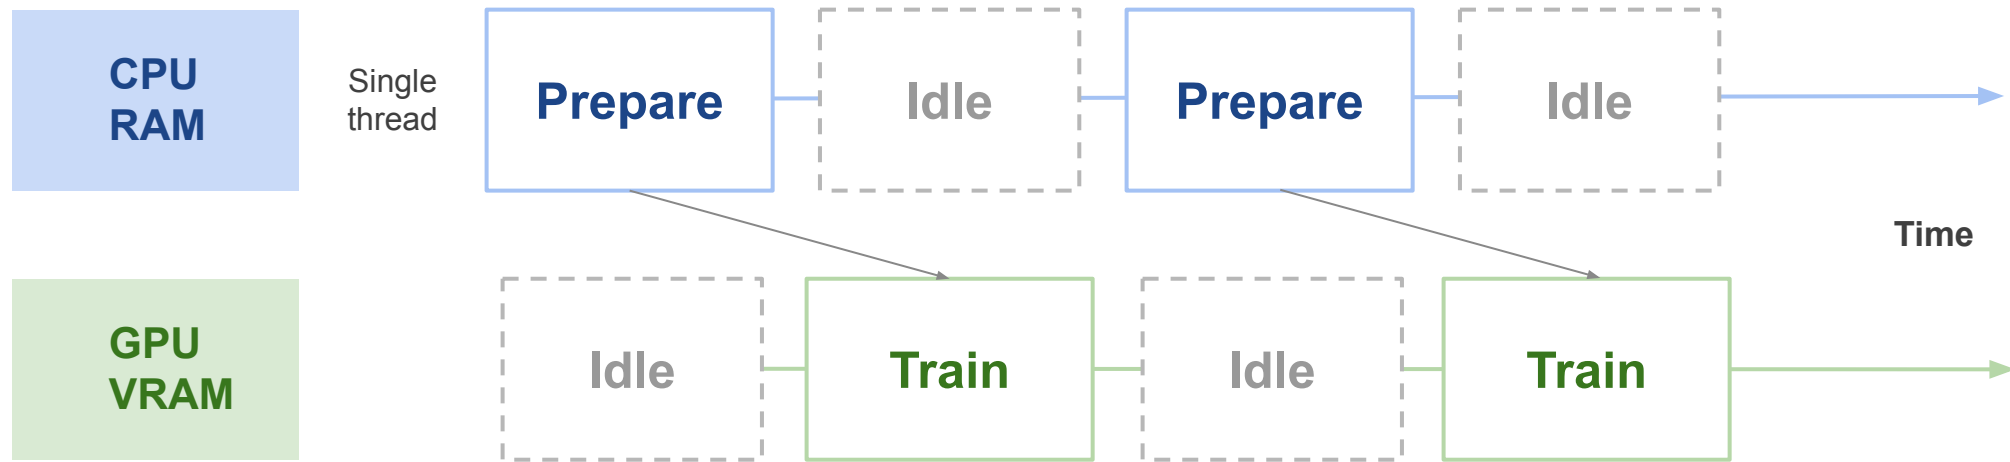 CPU
RAM
Single
thread
Prepare
Idle
Prepare
Idle
Time
GPU
VRAM
Idle
Train
Idle
Train